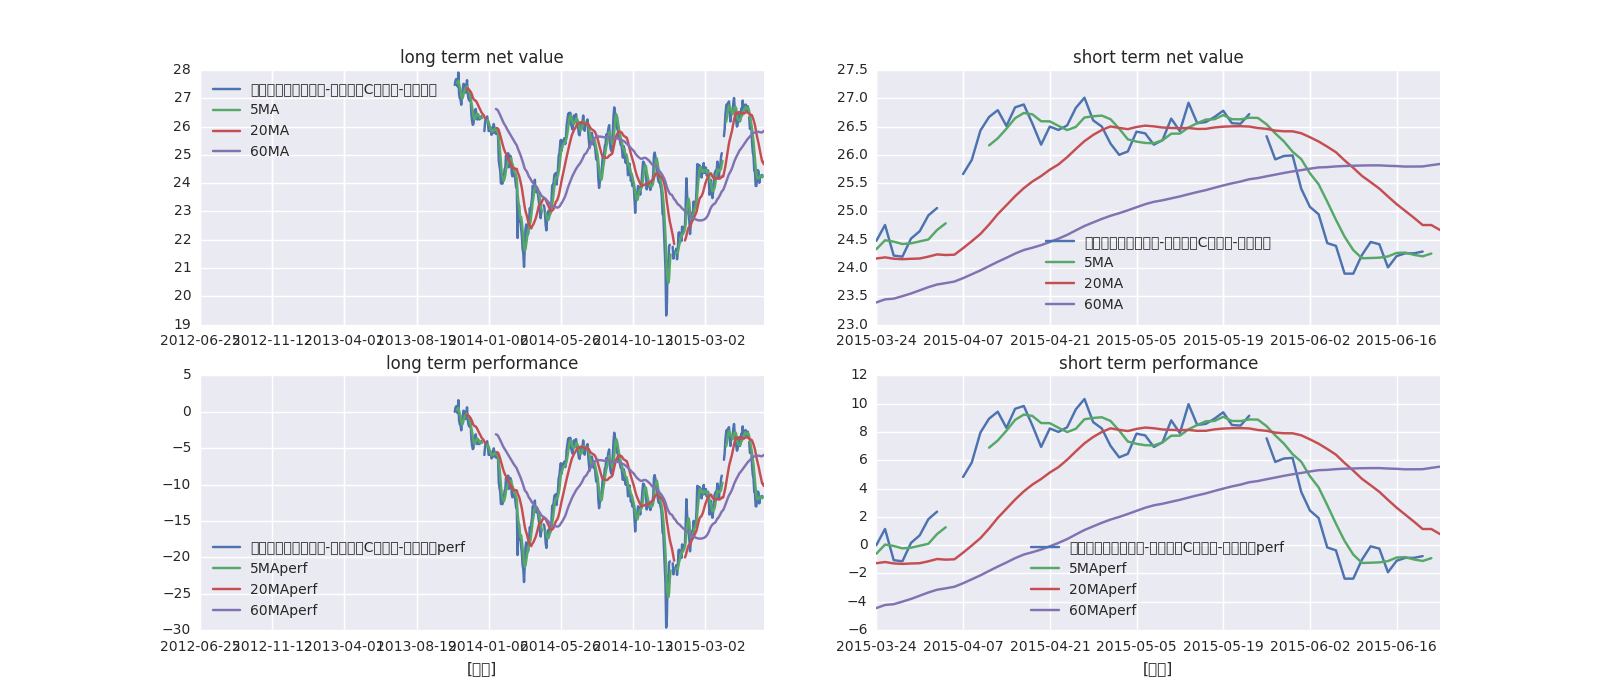 long term net value
28
27
26
25
24
23
22
21
20
19
5MA
20MA
60MA
2012-06-25 2012-11-12 2013-04-01 2013-08-19 2014-01-06 2014-05-26 2014-10-13 2015-03-02
short term net value
27.5
27.0
26.5
26.0
25.5
25.0
24.5
24.0
23.5
23.0
5MA
20MA
60MA
2015-03-24 2015-04-07 2015-04-21 2015-05-05 2015-05-19 2015-06-02 2015-06-16
long term performance
5
0
−5
−10
−15
−20
−25
−30
5MAperf
20MAperf
60MAperf
2012-06-25 2012-11-12 2013-04-01 2013-08-19 2014-01-06 2014-05-26 2014-10-13 2015-03-02
short term performance
12
10
8
6
4
2
0
−2
−4
−6
5MAperf
20MAperf
60MAperf
2015-03-24 2015-04-07 2015-04-21 2015-05-05 2015-05-19 2015-06-02 2015-06-16